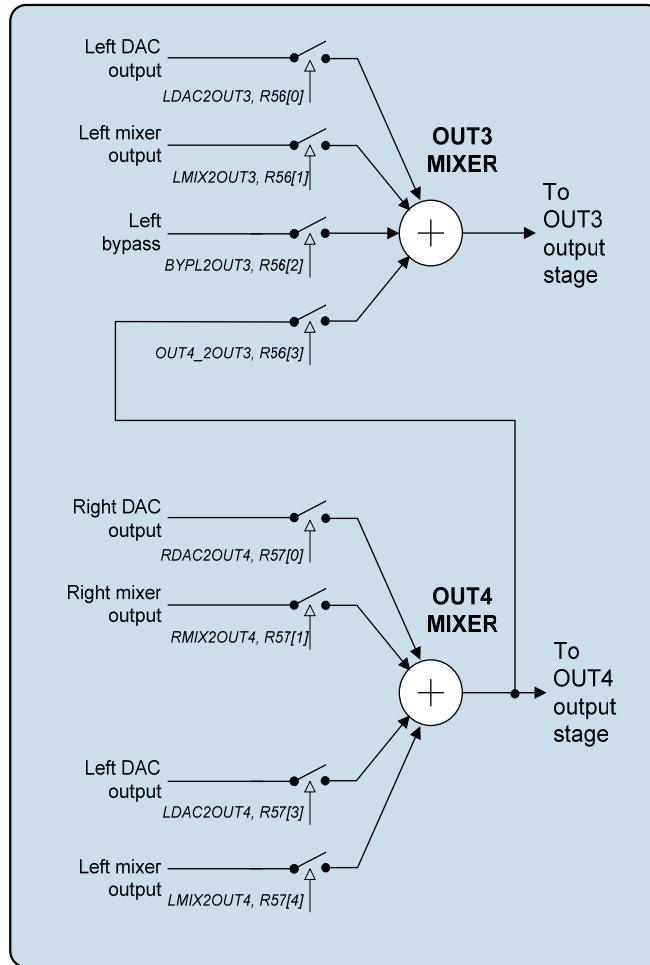 Left DAC
output
LDAC2OUT3, R56[0]
Left mixer
output
LMIX2OUT3, R56[1]
OUT3
MIXER
Left
bypass
BYPL2OUT3, R56[2]
To
OUT3
output
stage
OUT4_2OUT3, R56[3]
Right DAC
output
RDAC2OUT4, R57[0]
Right mixer
output
RMIX2OUT4, R57[1]
OUT4
MIXER
To
OUT4
output
stage
Left DAC
output
LDAC2OUT4, R57[3]
Left mixer
output
LMIX2OUT4, R57[4]